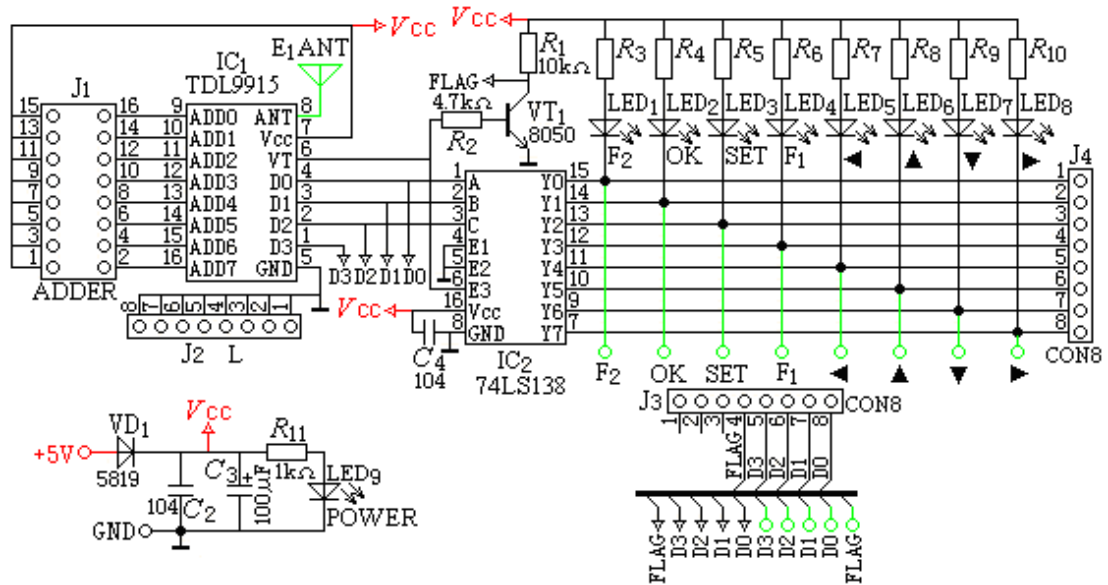 VCC VCC
E1 ANT
IC1
TDL9915
J1
15 16 9 ADD0 ANT 8
13 14 10 ADD1 Vcc 7
11 12 11 ADD2 VT 6
9 10 12 ADD3 D0 4
7 8 13 ADD4 D1 3
5 6 14 ADD5 D2 2
3 4 15 ADD6 D3 1
1 2 16 ADD7 GND 5
ADDER
D3 D2 D1 D0
8 7 6 5 4 3 2 1
J2 L
FLAG
R1
10kΩ
4.7kΩ
R2
VT1
8050
R3 R4 R5 R6 R7 R8 R9 R10
LED1 LED2 LED3 LED4 LED5 LED6 LED7 LED8
F2 OK SET F1 ◀ ▲ ▼ ▶
J4
1 A Y0 15 1
2 B Y1 14 2
3 C Y2 13 3
4 E1 Y3 12 4
5 E2 Y4 11 5
6 E3 Y5 10 6
16 Vcc Y6 9 7
8 GND Y7 7 8
VCC
C4
104
IC2
74LS138
CON8
F2 OK SET F1 ◀ ▲ ▼ ▶
J3 CON8
1 2 3 4 5 6 7 8
FLAG D3 D2 D1 D0
FLAG D3 D2 D1 D0 D3 D2 D1 D0 FLAG
VCC
VD1
+5V
5819
R11
1kΩ
C3 +
100μF
LED9
104 C2
POWER
GND